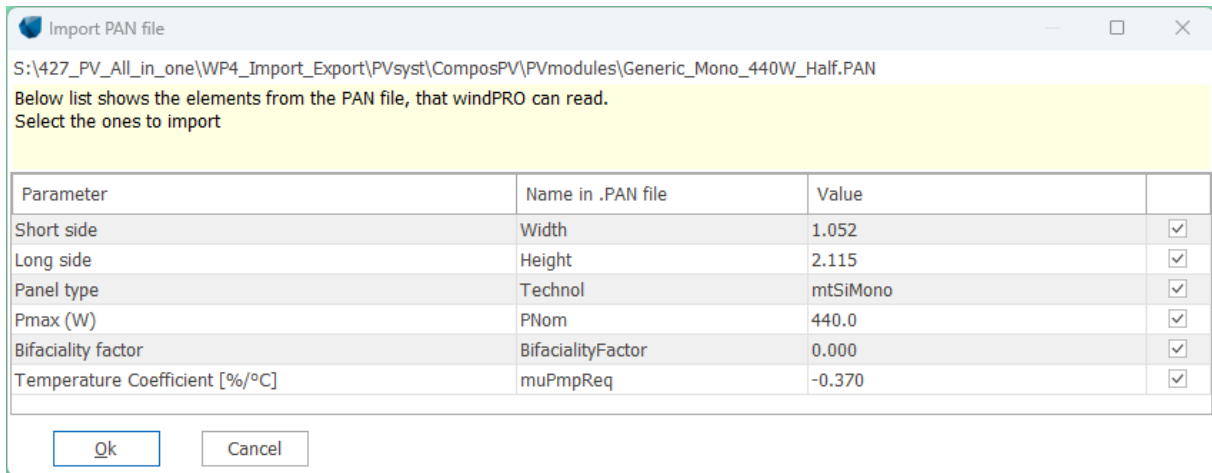 Import PAN file
S:\427_PV_All_in_one\WP4_Import_Export\PVsyst\ComposPV\PVmodules\Generic_Mono_440W_Half.PAN
Below list shows the elements from the PAN file, that windPRO can read.
Select the ones to import
Parameter Name in .PAN file Value
Short side Width 1.052
Long side Height 2.115
Panel type Technol mtSiMono
Pmax (W) PNom 440.0
Bifaciality factor BifacialityFactor 0.000
Temperature Coefficient [%/°C] muPmpReq -0.370
Ok Cancel